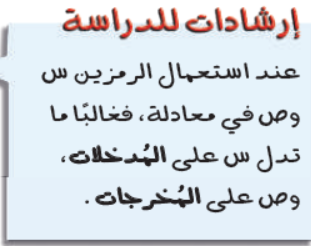 إرشادات للدراسة
عند استعمال الرمزين س
وص في معادلة، فغالبًا ما
تدل س على المُدخلات،
وص على المُخرجات.